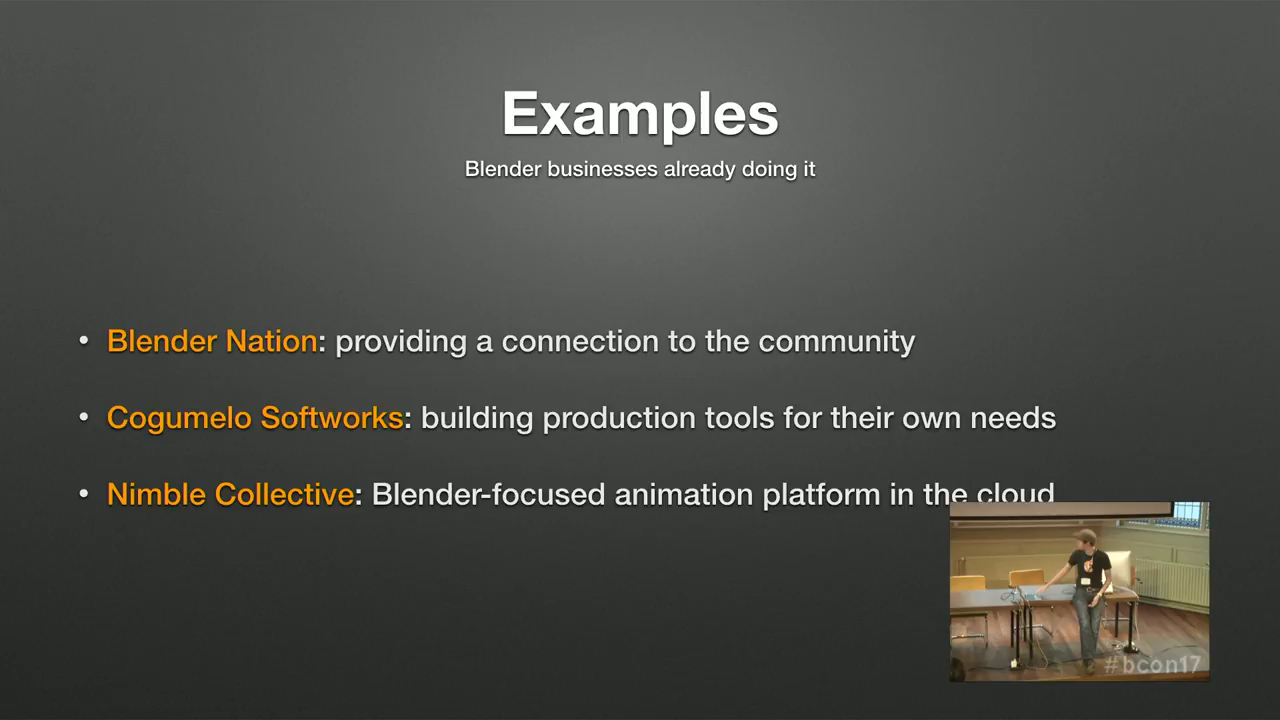 Examples
Blender businesses already doing it
• Blender Nation: providing a connection to the community
• Cogumelo Softworks: building production tools for their own needs
• Nimble Collective: Blender-focused animation platform in the cloud
#bcon17